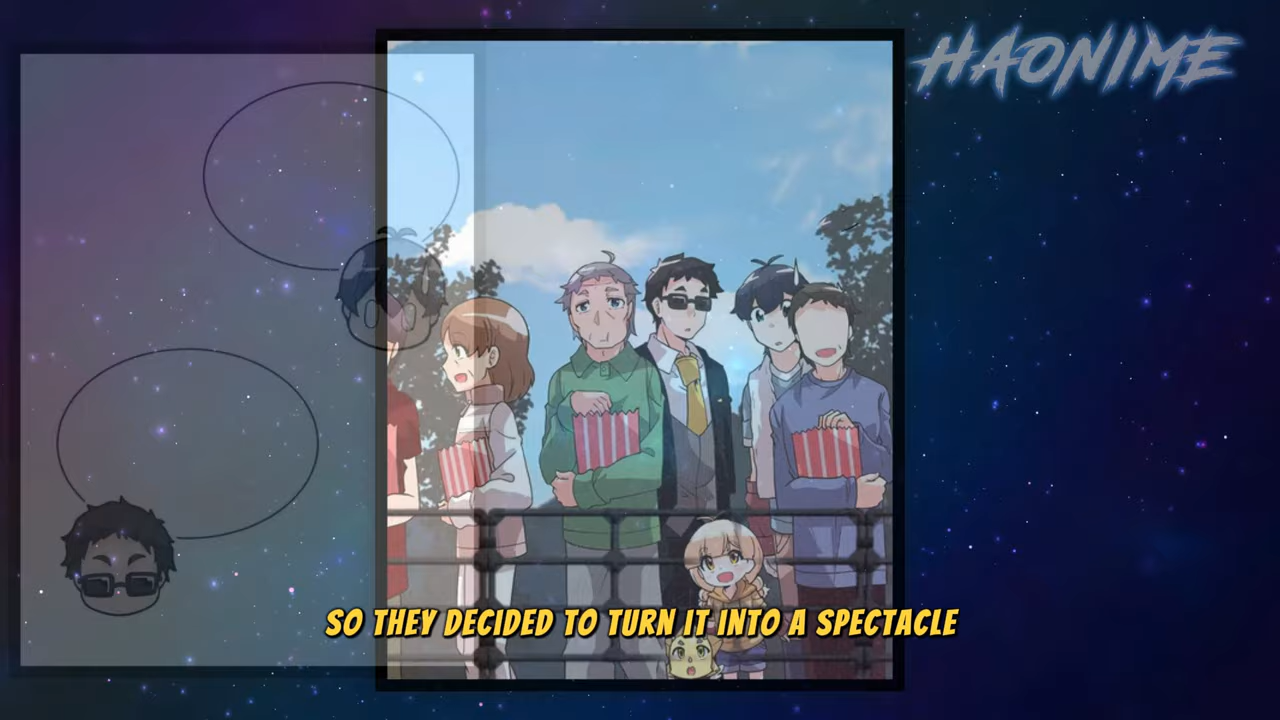 HAONIME
SO THEY DECIDED TO TURN IT INTO A SPECTACLE